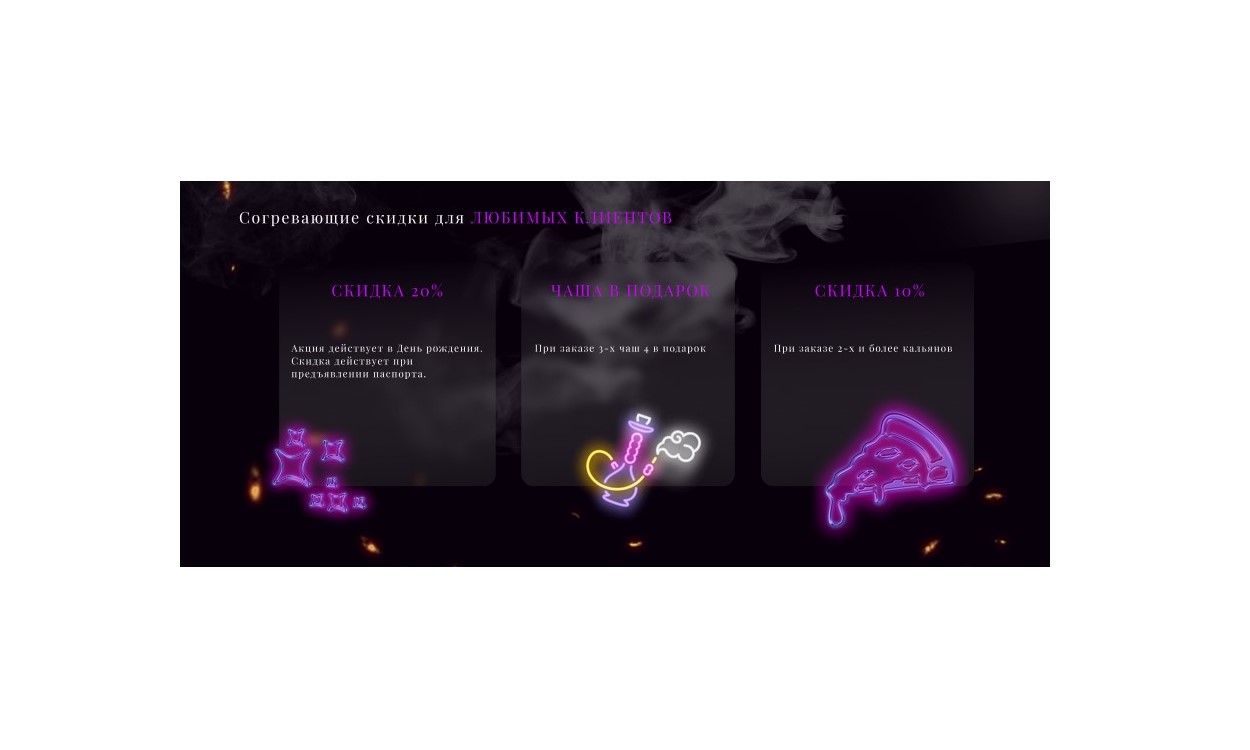 Согревающие скидки для ЛЮБИМЫХ КЛИЕНТОВ
СКИДКА 20%
Акция действует в День рождения.
Скидка действует при
предъявлении паспорта.
ЧАША В ПОДАРОК
При заказе 3-х чаш 4 в подарок
СКИДКА 10%
При заказе 2-х и более кальянов